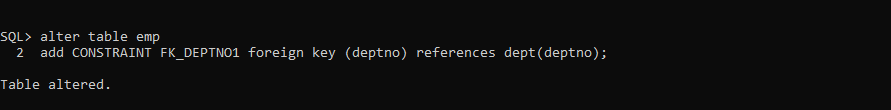 SQL> alter table emp
  2  add CONSTRAINT FK_DEPTNO1 foreign key (deptno) references dept(deptno);
Table altered.